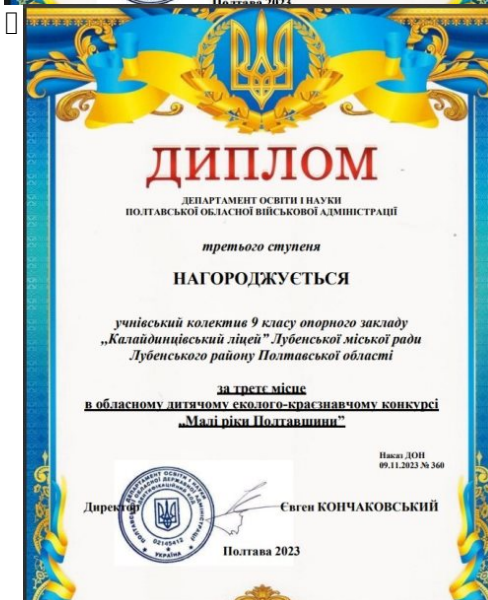 Полтава 2023
ДИПЛОМ
ДЕПАРТАМЕНТ ОСВІТИ І НАУКИ
ПОЛТАВСЬКОЇ ОБЛАСНОЇ ВІЙСЬКОВОЇ АДМІНІСТРАЦІЇ
третього ступеня
НАГОРОДЖУЄТЬСЯ
учнівський колектив 9 класу опорного закладу
„Калайдинцівський ліцей” Лубенської міської ради
Лубенського району Полтавської області
за третє місце
в обласному дитячому еколого-краєзнавчому конкурсі
„Малі ріки Полтавщини”
Наказ ДОН
09.11.2023 № 360
Директор Євген КОНЧАКОВСЬКИЙ
02145412
УКРАЇНА
Полтава 2023